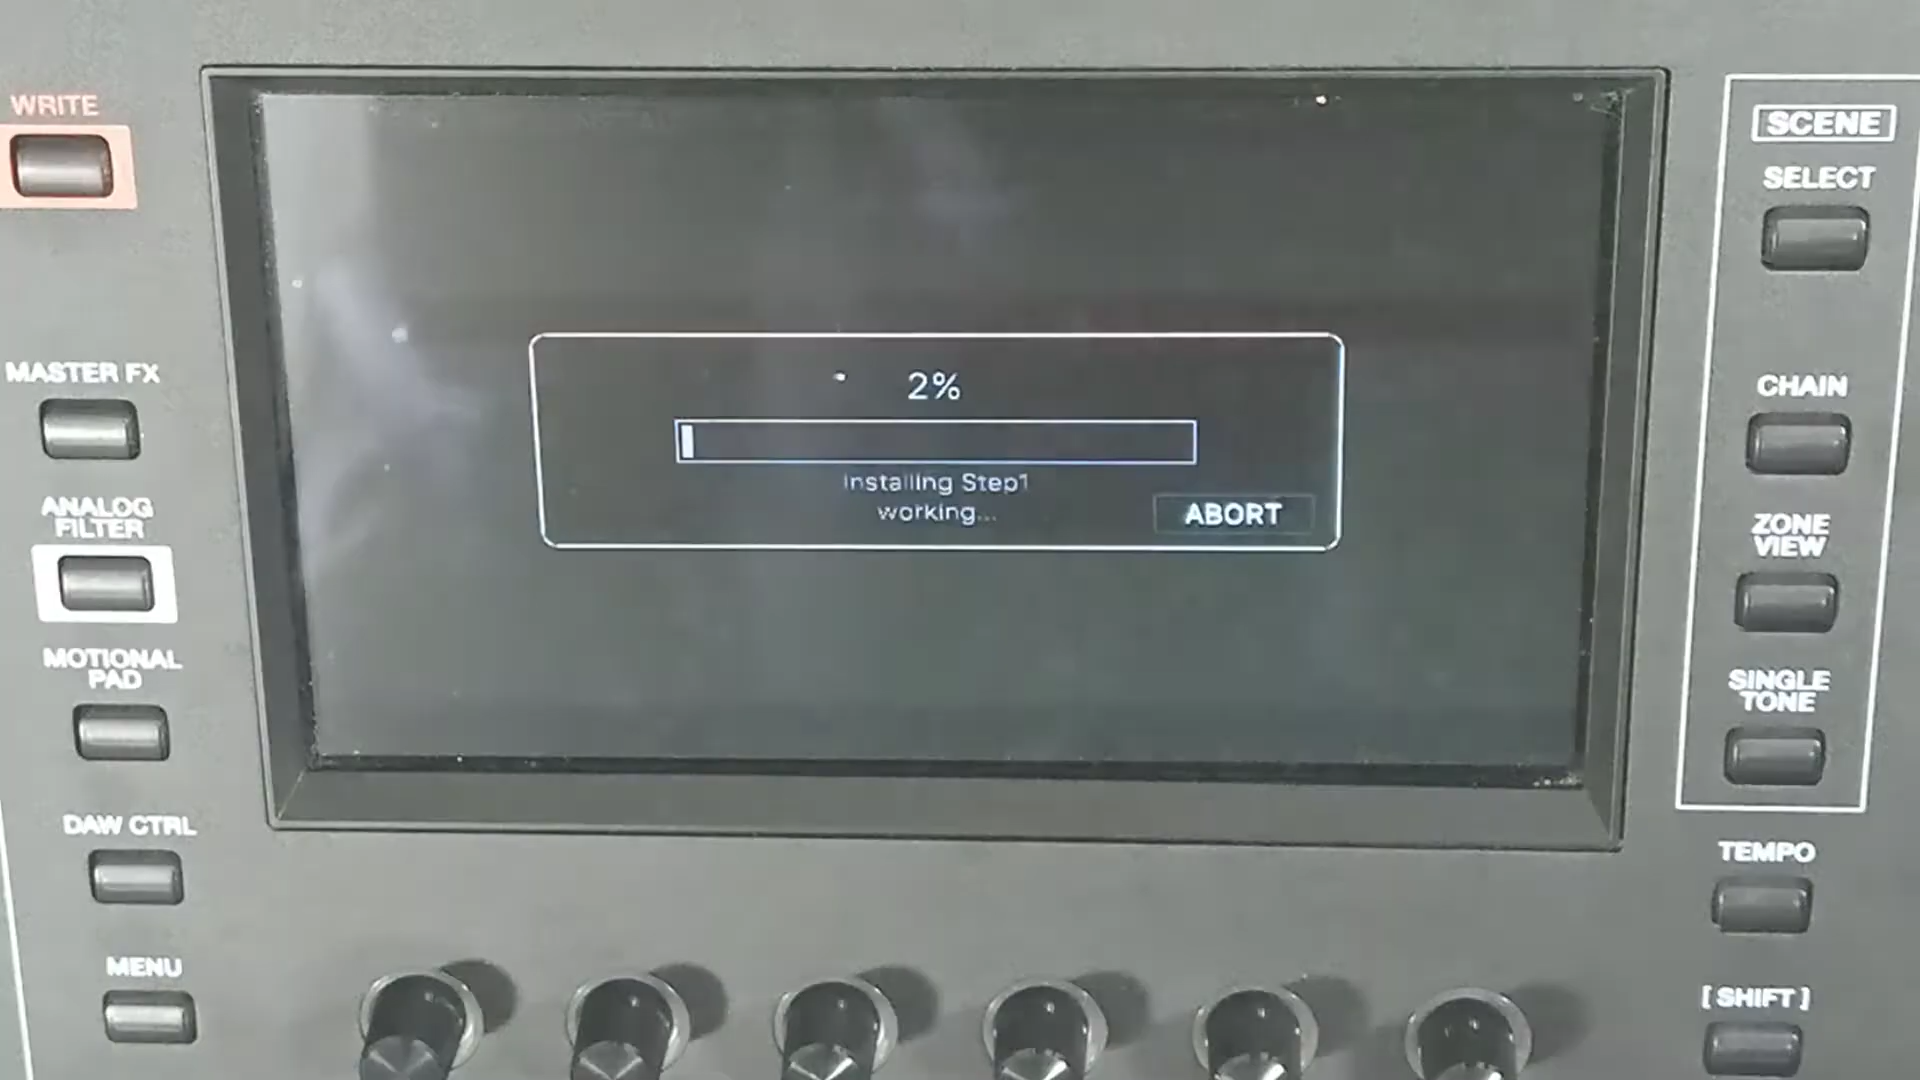 WRITE
MASTER FX
ANALOG
FILTER
MOTIONAL
PAD
DAW CTRL
MENU
2%
Installing Step1
working...
ABORT
SCENE
SELECT
CHAIN
ZONE
VIEW
SINGLE
TONE
TEMPO
[ SHIFT ]